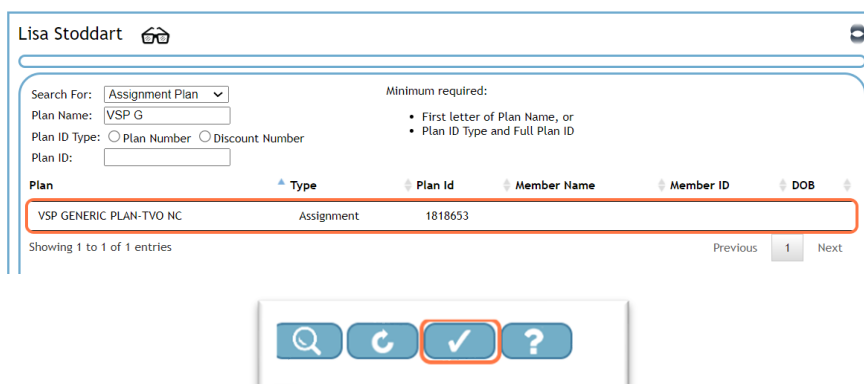 Lisa Stoddart
Search For: Assignment Plan
Minimum required:
Plan Name: VSP G
• First letter of Plan Name, or
Plan ID Type: Plan Number Discount Number
• Plan ID Type and Full Plan ID
Plan ID:
Plan Type Plan Id Member Name Member ID DOB
VSP GENERIC PLAN-TVO NC Assignment 1818653
Showing 1 to 1 of 1 entries Previous 1 Next
?